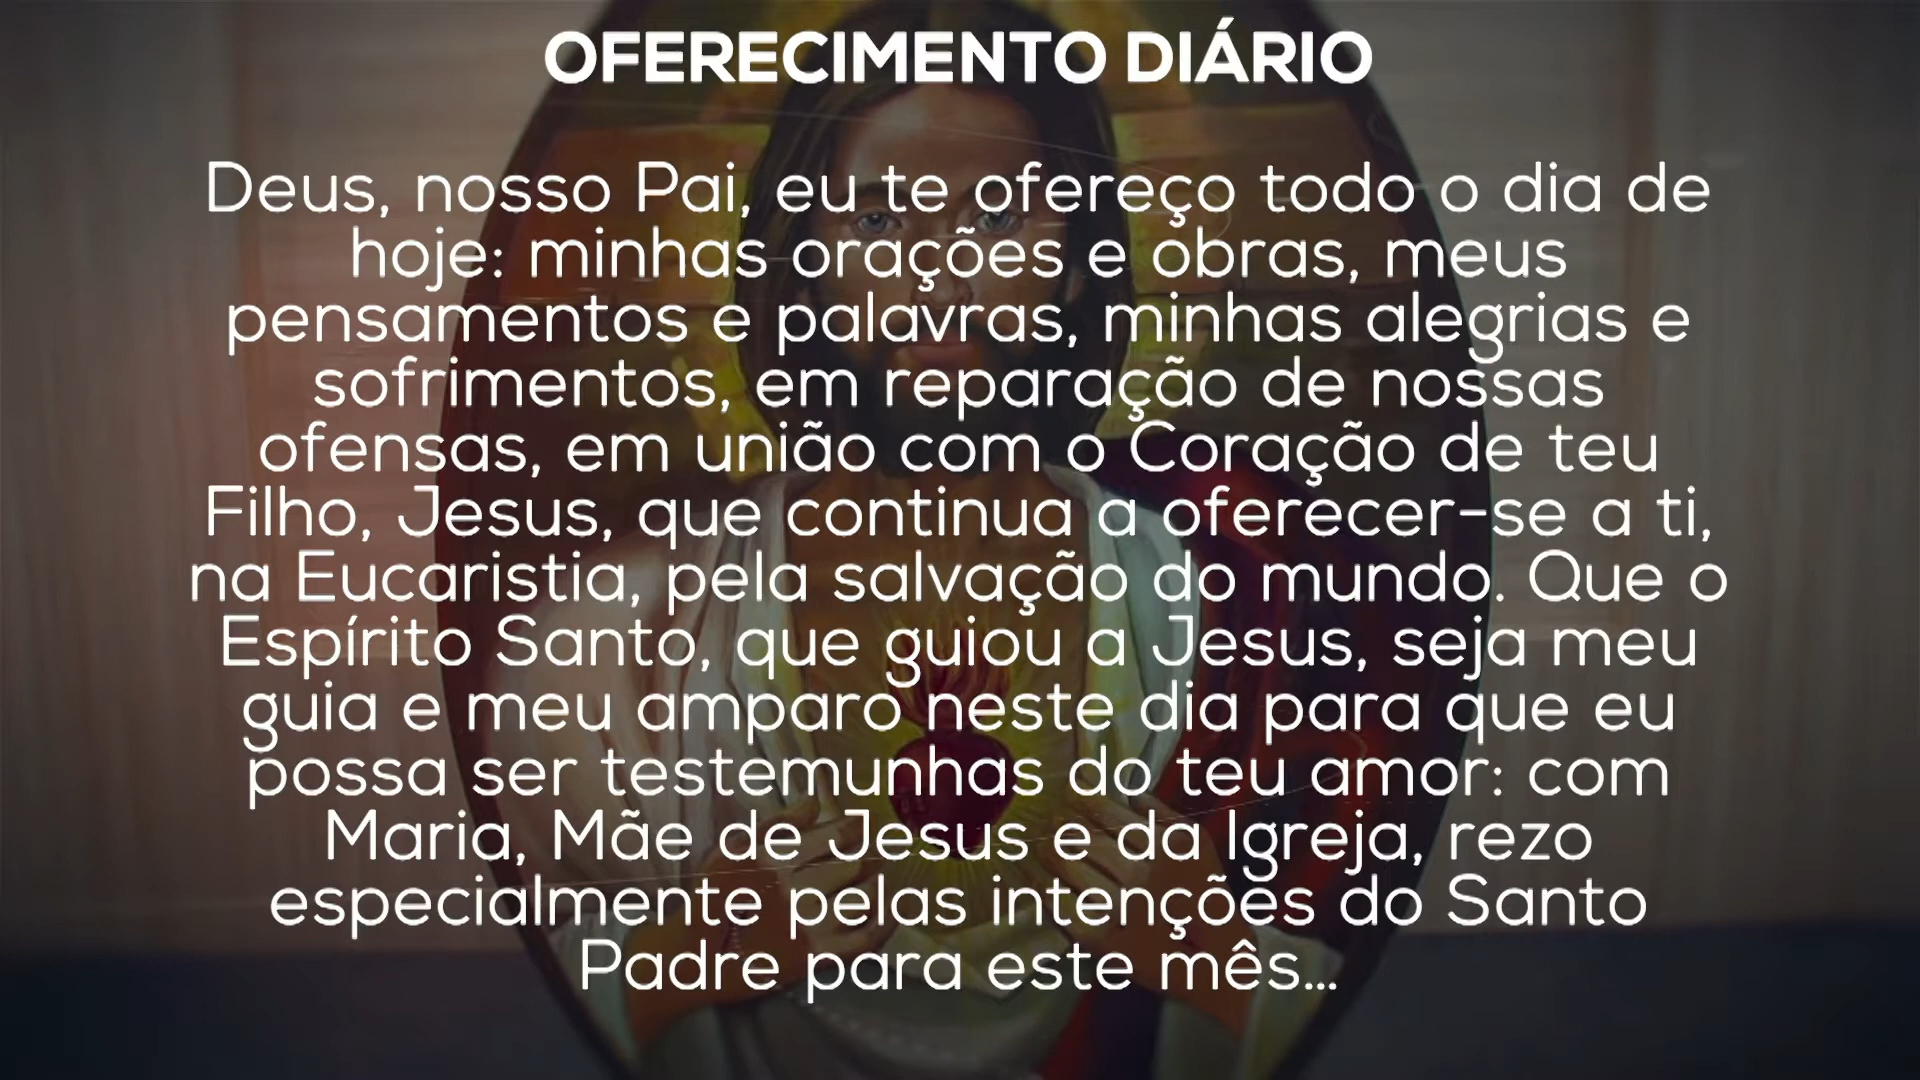 OFERECIMENTO DIÁRIO
Deus, nosso Pai, eu te ofereço todo o dia de
hoje: minhas orações e obras, meus
pensamentos e palavras, minhas alegrias e
sofrimentos, em reparação de nossas
ofensas, em união com o Coração de teu
Filho, Jesus, que continua a oferecer-se a ti,
na Eucaristia, pela salvação do mundo. Que o
Espírito Santo, que guiou a Jesus, seja meu
guia e meu amparo neste dia para que eu
possa ser testemunhas do teu amor: com
Maria, Mãe de Jesus e da Igreja, rezo
especialmente pelas intenções do Santo
Padre para este mês...